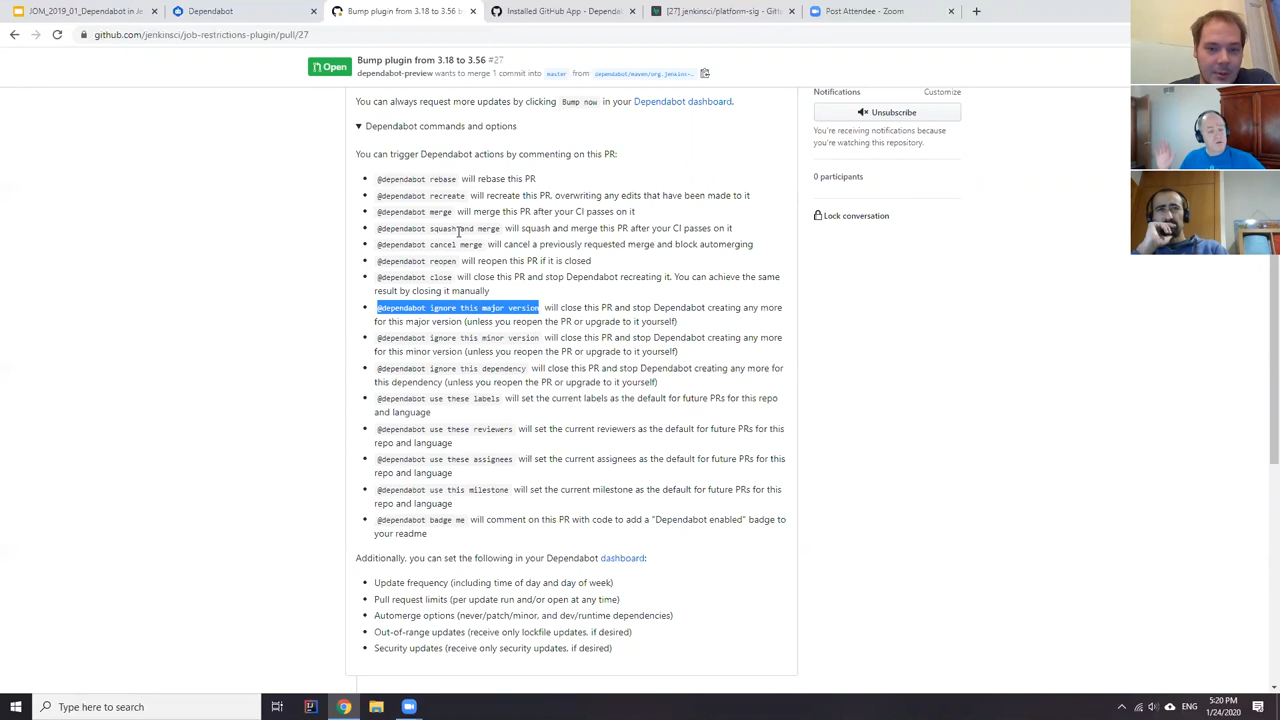 JOM_2019_01_Dependabot in Je
Dependabot
Bump plugin from 3.18 to 3.56 b
Installed GitHub App - Dependab
[27] jenkinsci/platform-sig - Gitte
Post Attendee - Zoom
github.com/jenkinsci/job-restrictions-plugin/pull/27
Open
Bump plugin from 3.18 to 3.56 #27
dependabot-preview wants to merge 1 commit into master from dependabot/maven/org.jenkins-…
You can always request more updates by clicking Bump now in your Dependabot dashboard.
Dependabot commands and options
You can trigger Dependabot actions by commenting on this PR:
@dependabot rebase will rebase this PR
@dependabot recreate will recreate this PR, overwriting any edits that have been made to it
@dependabot merge will merge this PR after your CI passes on it
@dependabot squash and merge will squash and merge this PR after your CI passes on it
@dependabot cancel merge will cancel a previously requested merge and block automerging
@dependabot reopen will reopen this PR if it is closed
@dependabot close will close this PR and stop Dependabot recreating it. You can achieve the same
result by closing it manually
@dependabot ignore this major version will close this PR and stop Dependabot creating any more
for this major version (unless you reopen the PR or upgrade to it yourself)
@dependabot ignore this minor version will close this PR and stop Dependabot creating any more
for this minor version (unless you reopen the PR or upgrade to it yourself)
@dependabot ignore this dependency will close this PR and stop Dependabot creating any more for
this dependency (unless you reopen the PR or upgrade to it yourself)
@dependabot use these labels will set the current labels as the default for future PRs for this repo
and language
@dependabot use these reviewers will set the current reviewers as the default for future PRs for this
repo and language
@dependabot use these assignees will set the current assignees as the default for future PRs for this
repo and language
@dependabot use this milestone will set the current milestone as the default for future PRs for this
repo and language
@dependabot badge me will comment on this PR with code to add a "Dependabot enabled" badge to
your readme
Additionally, you can set the following in your Dependabot dashboard:
Update frequency (including time of day and day of week)
Pull request limits (per update run and/or open at any time)
Automerge options (never/patch/minor, and dev/runtime dependencies)
Out-of-range updates (receive only lockfile updates, if desired)
Security updates (receive only security updates, if desired)
Notifications Customize
Unsubscribe
You're receiving notifications because
you're watching this repository.
0 participants
Lock conversation
Type here to search
ENG
5:20 PM
1/24/2020